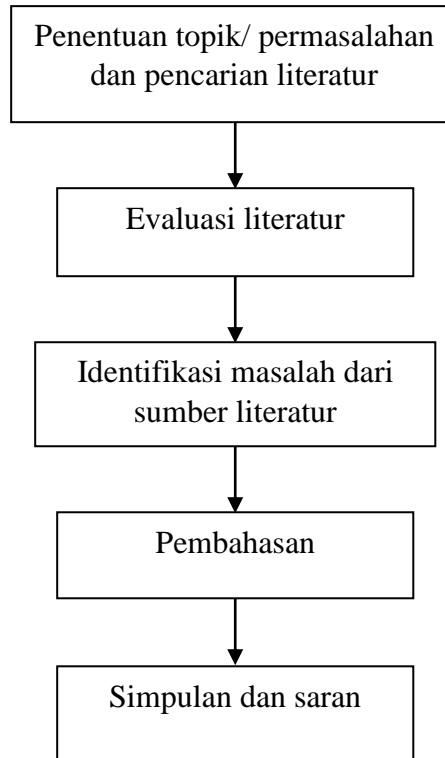 Penentuan topik/ permasalahan
dan pencarian literatur
Evaluasi literatur
Identifikasi masalah dari
sumber literatur
Pembahasan
Simpulan dan saran